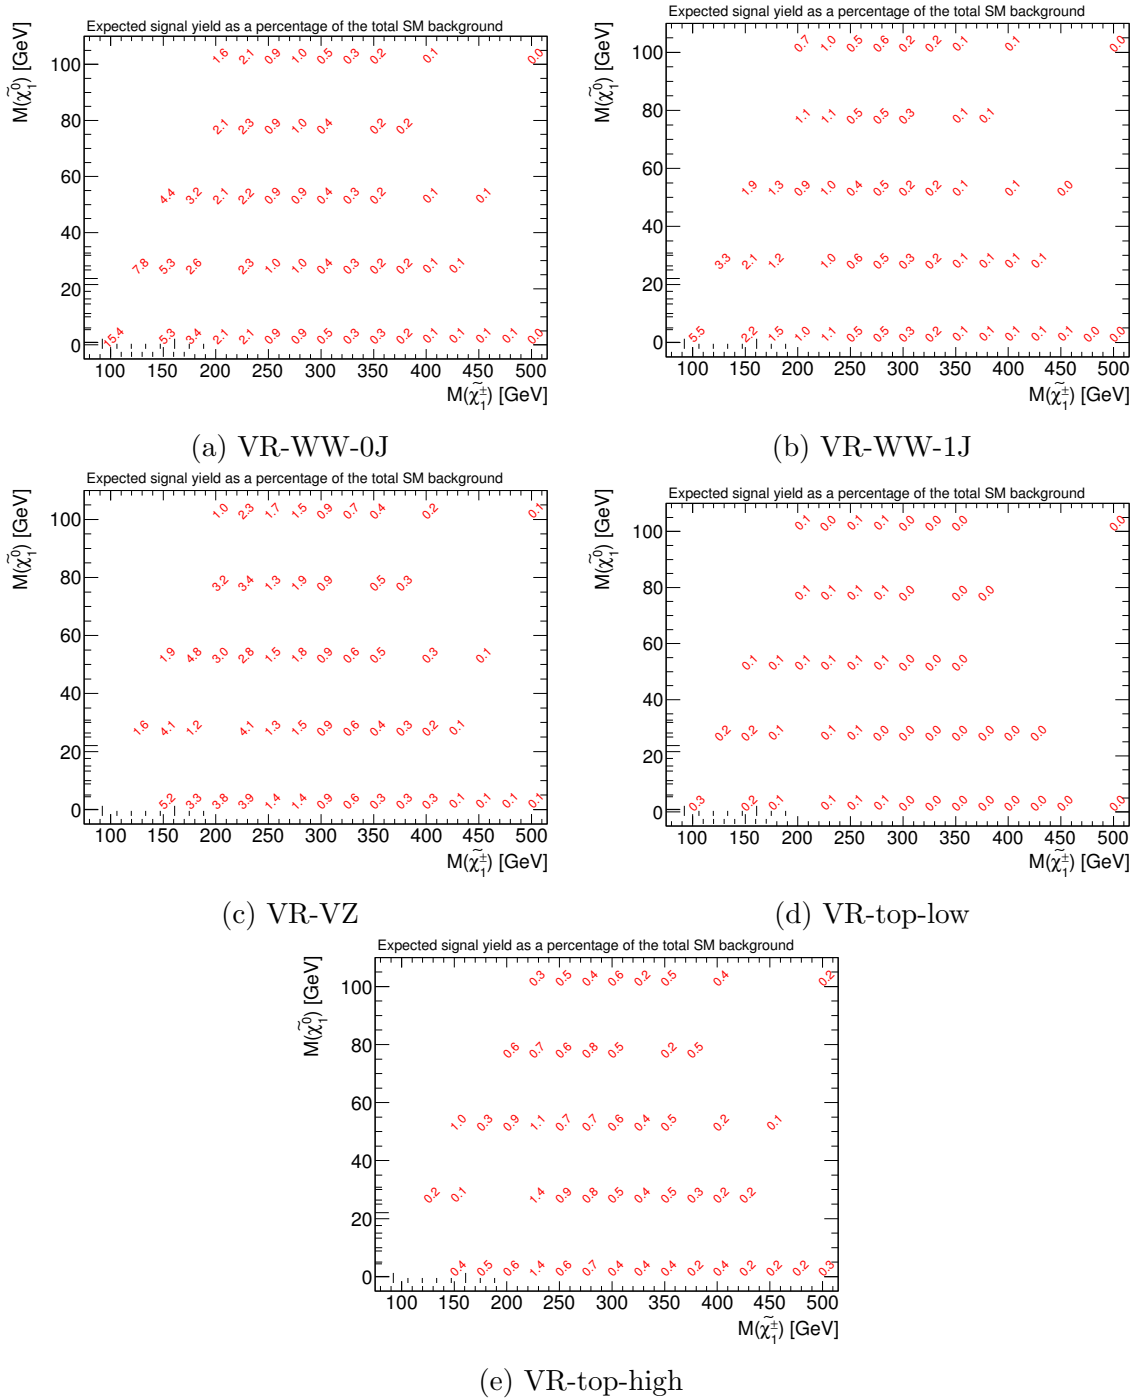 Expected signal yield as a percentage of the total SM background
M(χ̃₁⁰) [GeV]
100 1.6 2.1 0.9 1.0 0.5 0.3 0.2 0.1 0.0
80 2.1 2.3 0.9 1.0 0.4 0.2 0.2
60 4.4 3.2 2.1 2.2 0.9 0.9 0.4 0.3 0.2 0.1 0.1
40 7.8 5.3 2.6 2.3 1.0 1.0 0.4 0.3 0.2 0.2 0.1 0.1
20
0 15.4 5.3 3.4 2.1 2.1 0.9 0.9 0.5 0.3 0.3 0.2 0.1 0.1 0.1 0.1 0.0
100 150 200 250 300 350 400 450 500
M(χ̃₁±) [GeV]
(a) VR-WW-0J
Expected signal yield as a percentage of the total SM background
M(χ̃₁⁰) [GeV]
100 0.7 1.0 0.5 0.6 0.2 0.2 0.1 0.1 0.0
80 1.1 1.1 0.5 0.5 0.3 0.1 0.1
60 1.9 1.3 0.9 1.0 0.4 0.5 0.2 0.2 0.1 0.1 0.0
40 3.3 2.1 1.2 1.0 0.6 0.5 0.3 0.2 0.1 0.1 0.1 0.1
20
0 5.5 2.2 1.5 1.0 1.1 0.5 0.5 0.3 0.2 0.1 0.1 0.1 0.1 0.1 0.0 0.0
100 150 200 250 300 350 400 450 500
M(χ̃₁±) [GeV]
(b) VR-WW-1J
Expected signal yield as a percentage of the total SM background
M(χ̃₁⁰) [GeV]
100 1.0 2.3 1.7 1.5 0.9 0.7 0.4 0.2 0.1
80 3.2 3.4 1.3 1.9 0.9 0.5 0.3
60 1.9 4.8 3.0 2.8 1.5 1.8 0.9 0.6 0.5 0.3 0.1
40 1.6 4.1 1.2 4.1 1.3 1.5 0.9 0.6 0.4 0.3 0.2 0.1
20
0 5.2 3.3 3.8 3.9 1.4 1.4 0.9 0.6 0.3 0.3 0.3 0.1 0.1 0.1 0.1
100 150 200 250 300 350 400 450 500
M(χ̃₁±) [GeV]
(c) VR-VZ
Expected signal yield as a percentage of the total SM background
M(χ̃₁⁰) [GeV]
100 0.1 0.0 0.1 0.1 0.0 0.0 0.0 0.0
80 0.1 0.1 0.1 0.1 0.0 0.0 0.0
60 0.1 0.1 0.1 0.1 0.1 0.1 0.0 0.0 0.0
40 0.2 0.2 0.1 0.1 0.1 0.0 0.0 0.0 0.0 0.0 0.0 0.0
20
0 0.3 0.2 0.1 0.1 0.1 0.0 0.0 0.0 0.0 0.0 0.0 0.0 0.0 0.0
100 150 200 250 300 350 400 450 500
M(χ̃₁±) [GeV]
(d) VR-top-low
Expected signal yield as a percentage of the total SM background
M(χ̃₁⁰) [GeV]
100 0.3 0.5 0.4 0.6 0.2 0.5 0.4 0.2
80 0.6 0.7 0.6 0.8 0.5 0.2 0.5
60 1.0 0.3 0.9 1.1 0.7 0.7 0.6 0.4 0.5 0.2 0.1
40 0.2 0.1 1.4 0.9 0.8 0.5 0.4 0.5 0.3 0.2 0.2
20
0 0.4 0.5 0.6 1.4 0.6 0.7 0.4 0.4 0.4 0.2 0.4 0.2 0.2 0.2 0.3
100 150 200 250 300 350 400 450 500
M(χ̃₁±) [GeV]
(e) VR-top-high